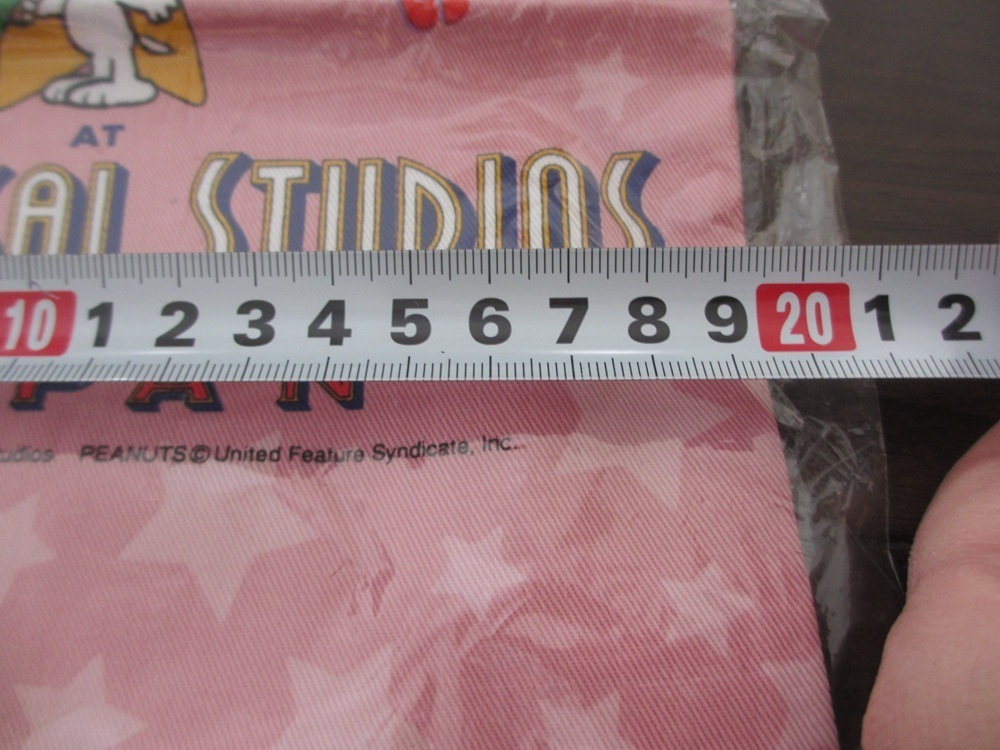 AT
STUDIOS
10 1 2 3 4 5 6 7 8 9 20 1 2
PAN
udios PEANUTS © United Feature Syndicate, Inc.